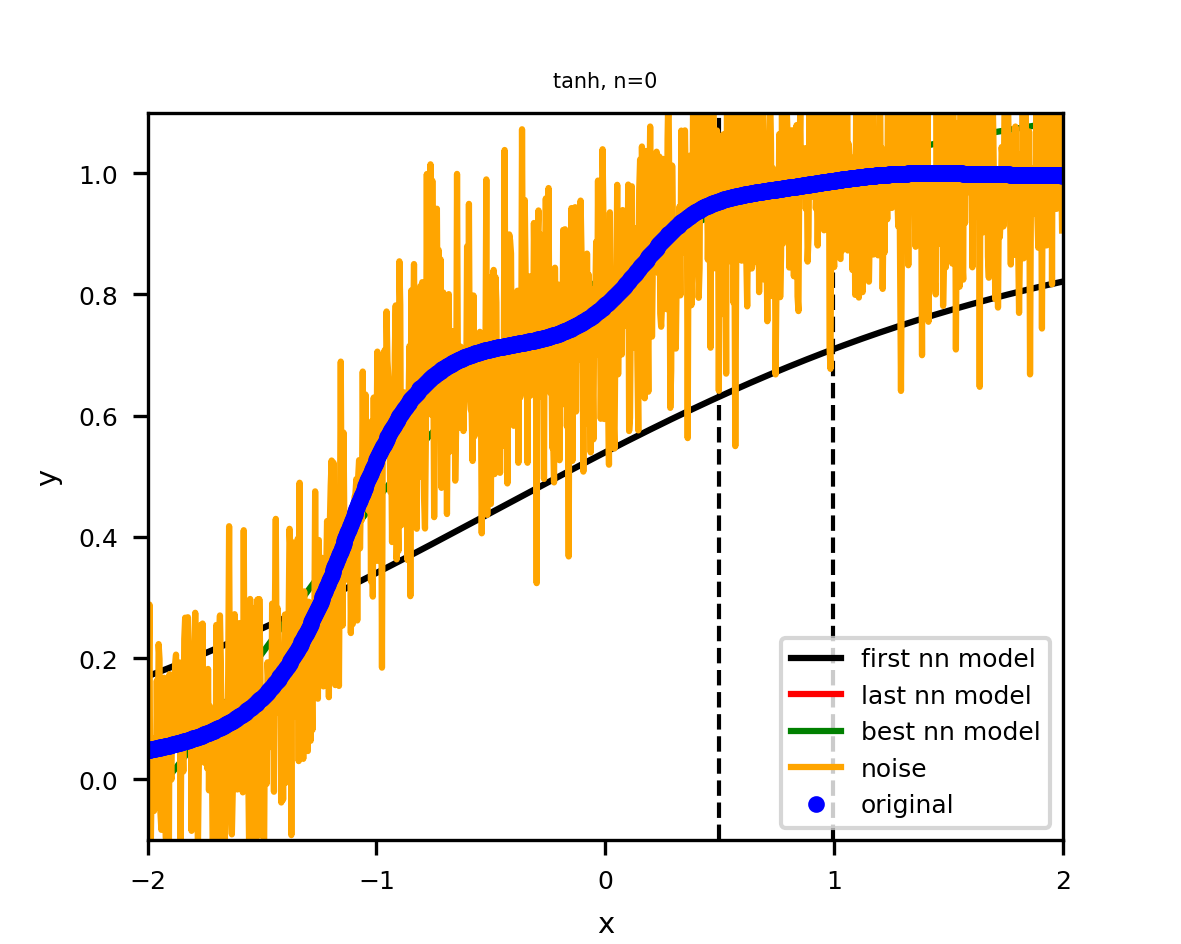 tanh, n=0
1.0
0.8
0.6
0.4
0.2
0.0
y
first nn model
last nn model
best nn model
noise
original
−2
−1
0
1
2
x